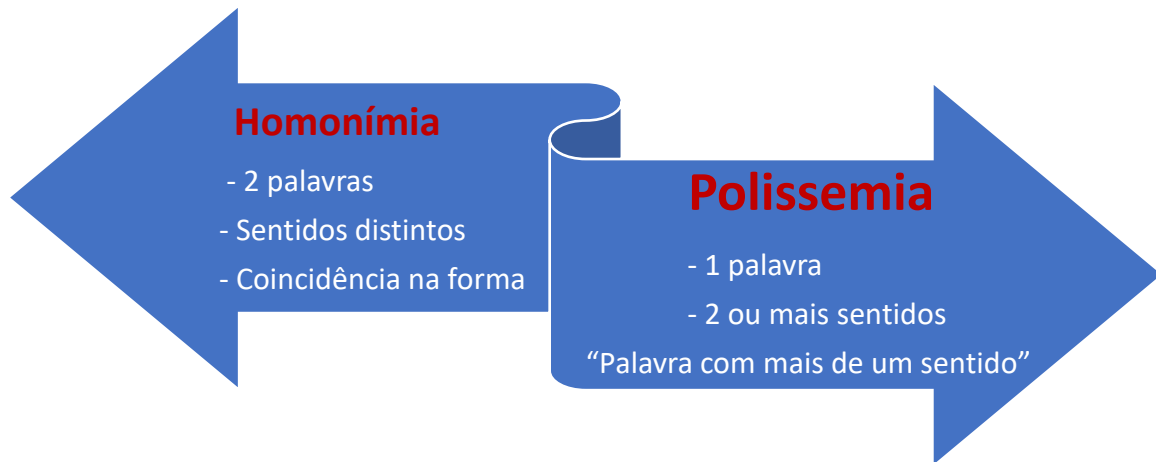 Homonímia
- 2 palavras
- Sentidos distintos
- Coincidência na forma
Polissemia
- 1 palavra
- 2 ou mais sentidos
“Palavra com mais de um sentido”